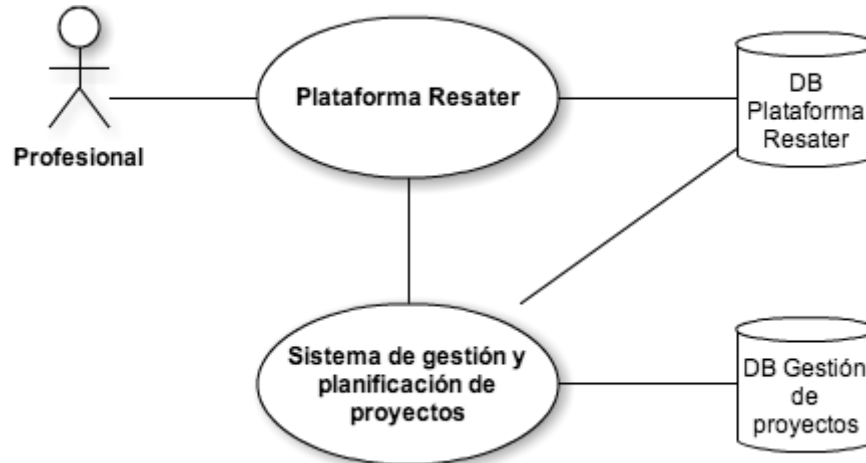 Profesional
Plataforma Resater
DB
Plataforma
Resater
Sistema de gestión y
planificación de
proyectos
DB Gestión
de
proyectos